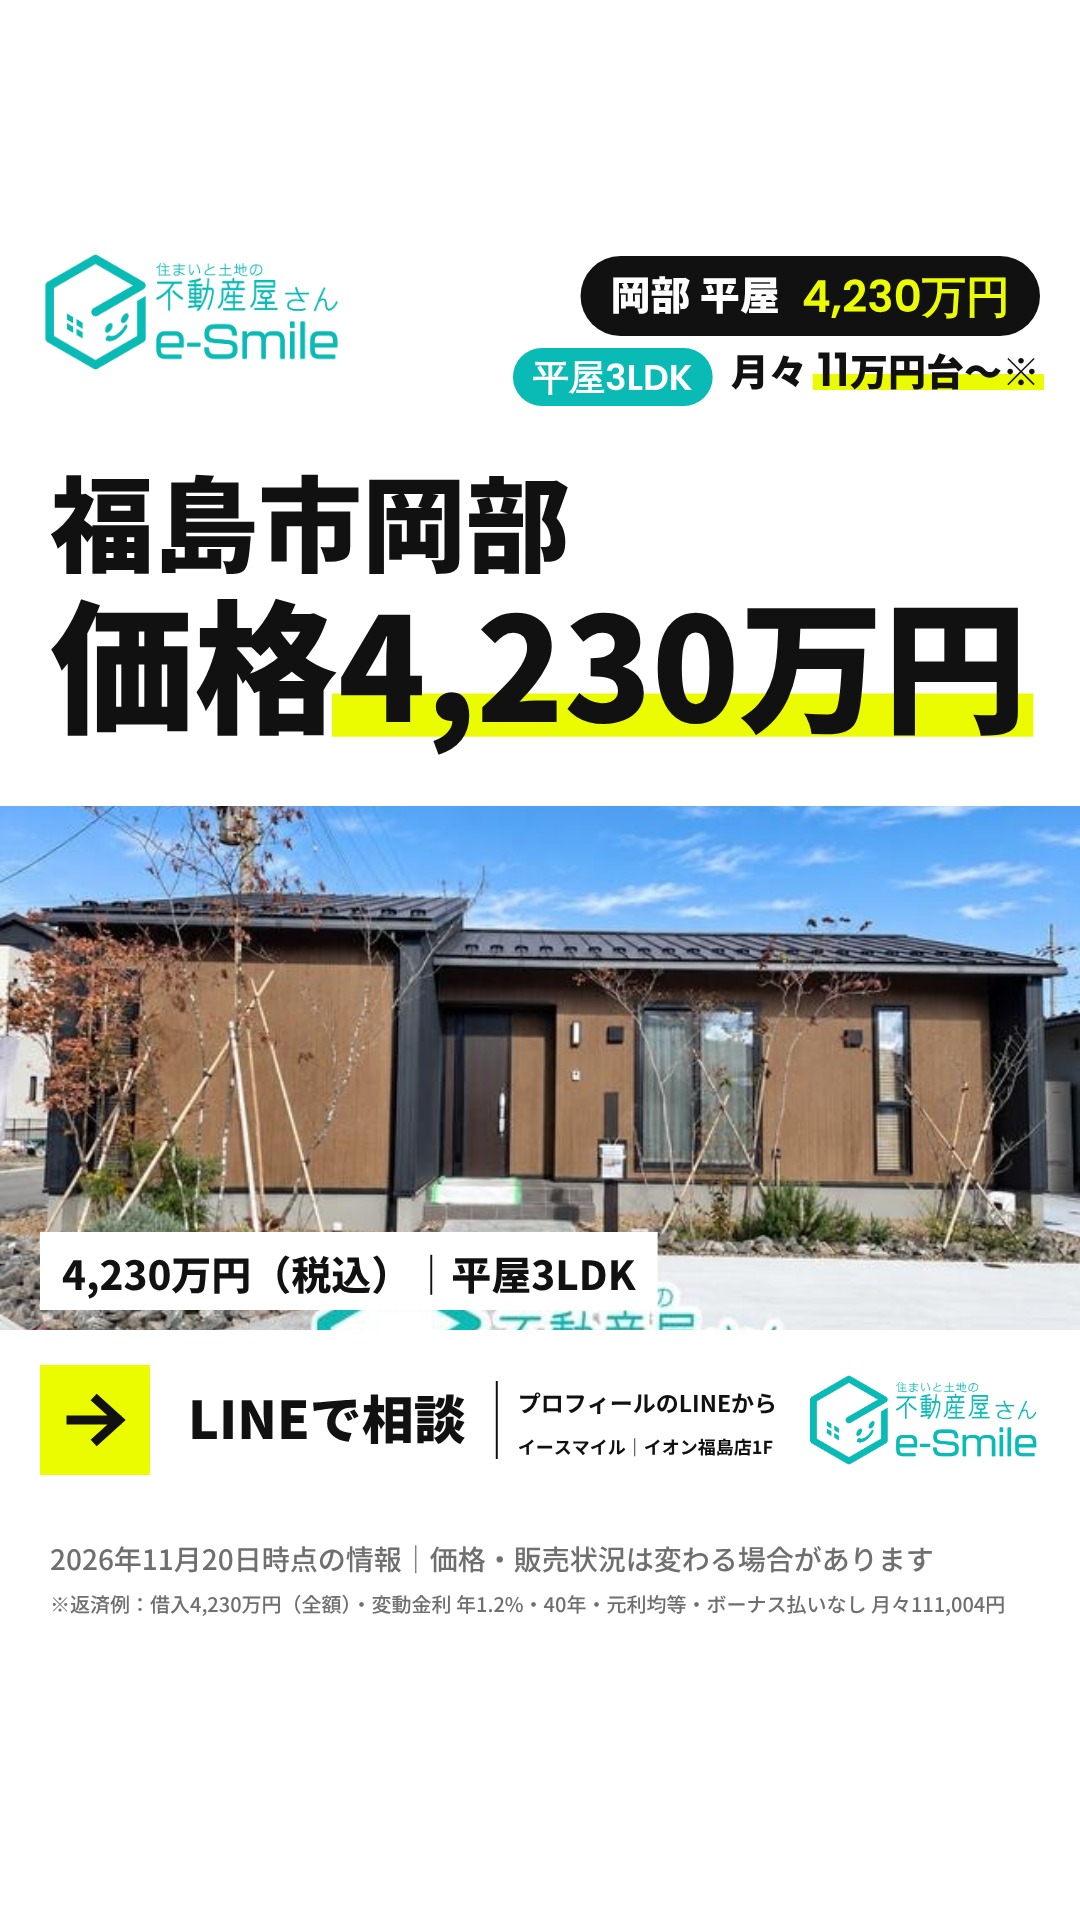 住まいと土地の
不動産屋さん
e-Smile
岡部 平屋 4,230万円
平屋3LDK 月々11万円台〜※
福島市岡部
価格4,230万円
4,230万円（税込）｜平屋3LDK
の
不動産屋さん
LINEで相談
プロフィールのLINEから
イースマイル｜イオン福島店1F
住まいと土地の
不動産屋さん
e-Smile
2026年11月20日時点の情報｜価格・販売状況は変わる場合があります
※返済例：借入4,230万円（全額）・変動金利 年1.2%・40年・元利均等・ボーナス払いなし 月々111,004円